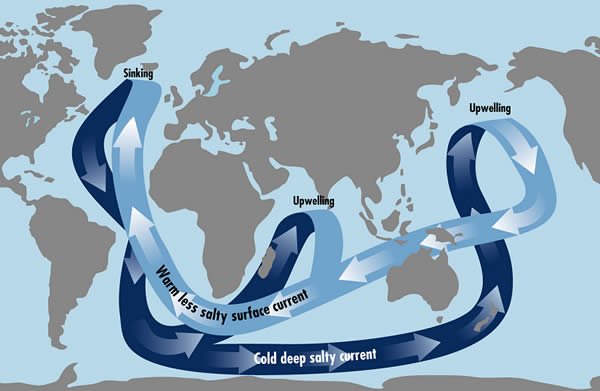 Sinking
Upwelling
Upwelling
Warm less salty surface current
Cold deep salty current